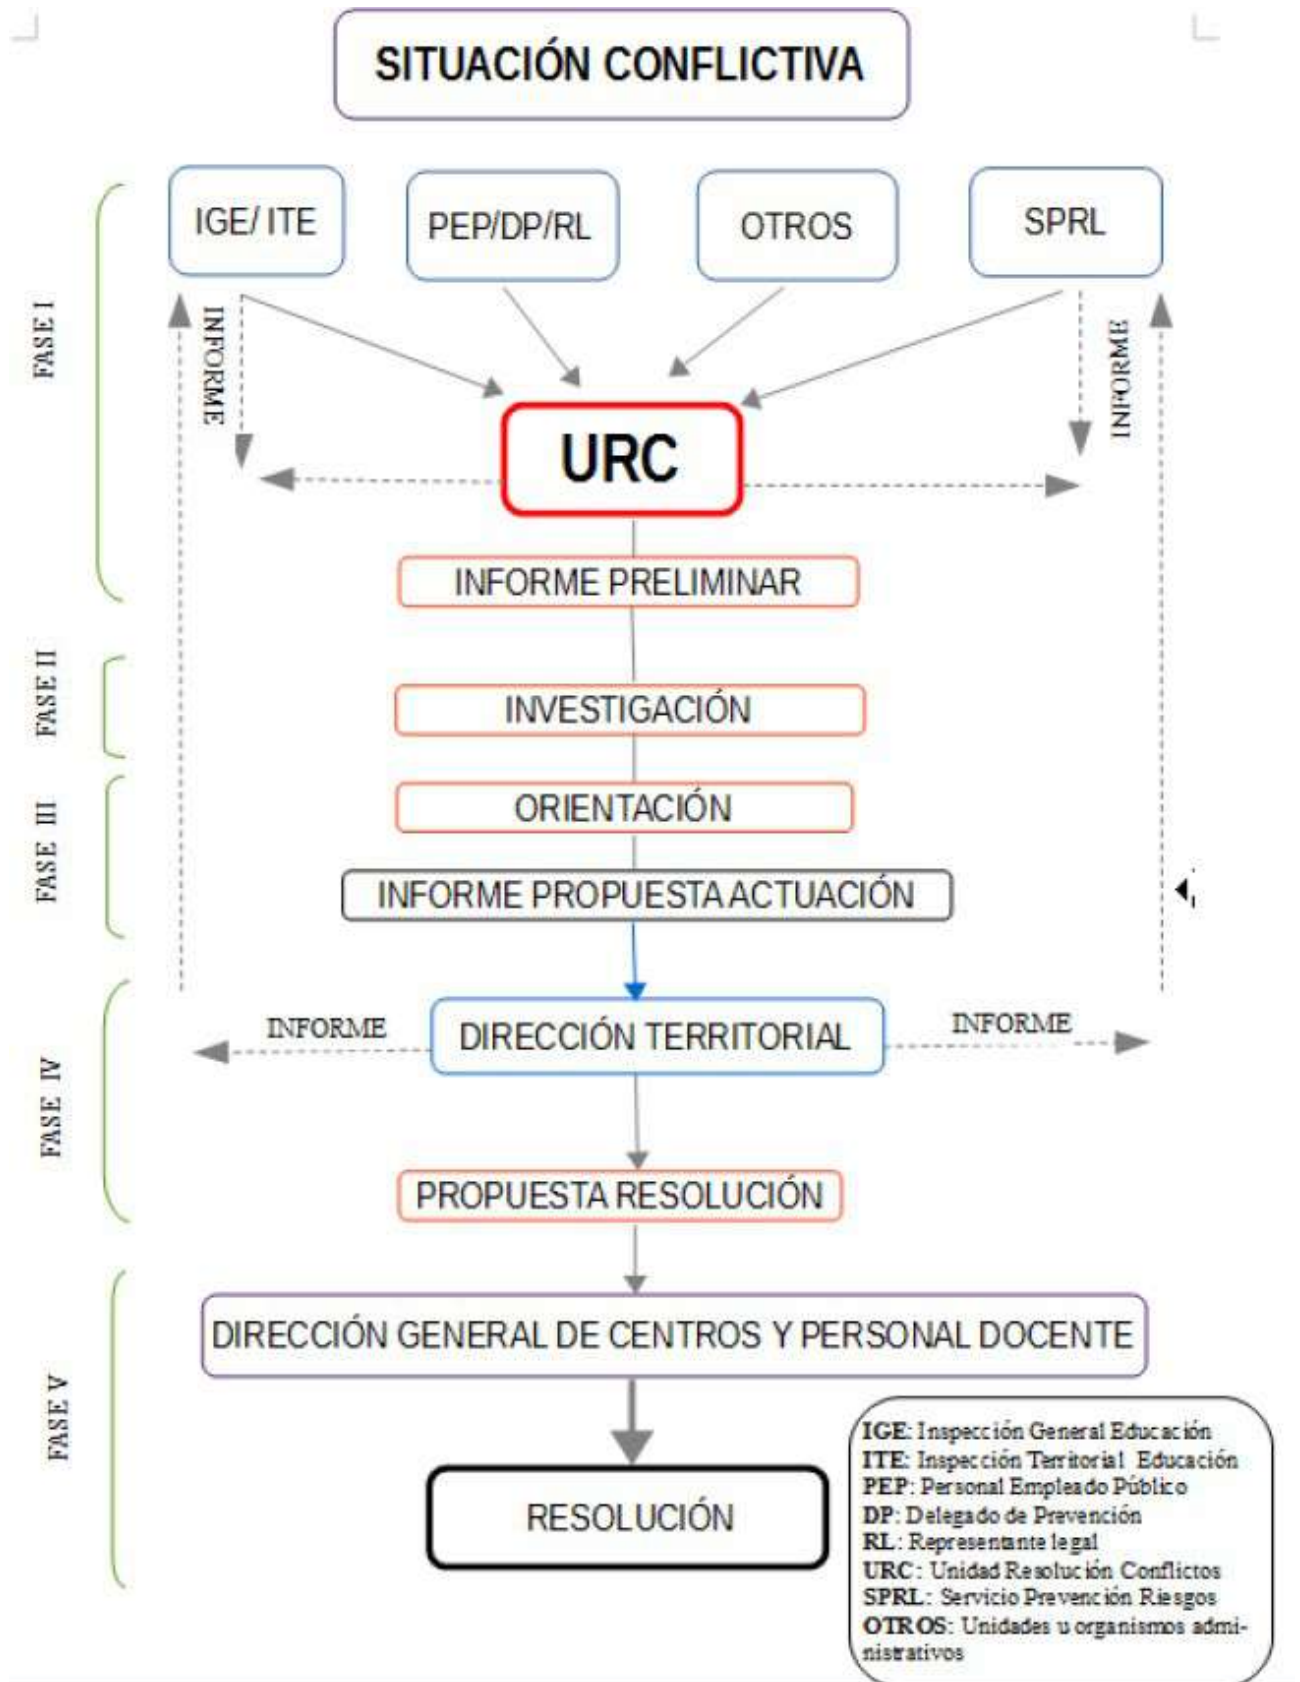 SITUACIÓN CONFLICTIVA
IGE/ ITE
PEP/DP/RL
OTROS
SPRL
FASE I
INFORME
INFORME
URC
INFORME PRELIMINAR
FASE II
INVESTIGACIÓN
FASE III
ORIENTACIÓN
INFORME PROPUESTA ACTUACIÓN
FASE IV
INFORME
DIRECCIÓN TERRITORIAL
INFORME
PROPUESTA RESOLUCIÓN
FASE V
DIRECCIÓN GENERAL DE CENTROS Y PERSONAL DOCENTE
RESOLUCIÓN
IGE: Inspección General Educación
ITE: Inspección Territorial Educación
PEP: Personal Empleado Público
DP: Delegado de Prevención
RL: Representante legal
URC: Unidad Resolución Conflictos
SPRL: Servicio Prevención Riesgos
OTROS: Unidades u organismos admi-
nistrativos